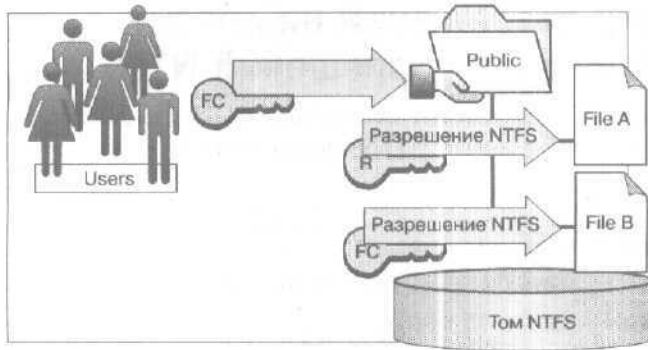 Public
FC
File A
Разрешение NTFS
R
Users
File B
Разрешение NTFS
FC
Том NTFS